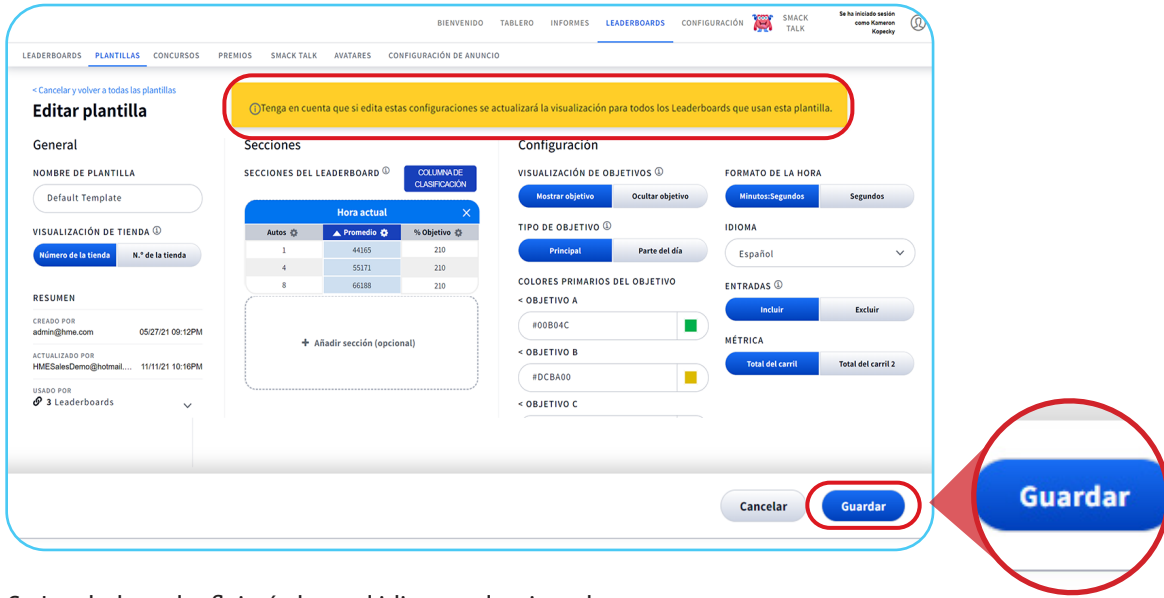 BIENVENIDO TABLERO INFORMES LEADERBOARDS CONFIGURACIÓN SMACK TALK
Se ha iniciado sesión como Kameron Kopecky
LEADERBOARDS PLANTILLAS CONCURSOS PREMIOS SMACK TALK AVATARES CONFIGURACIÓN DE ANUNCIO
< Cancelar y volver a todas las plantillas
Editar plantilla
Tenga en cuenta que si edita estas configuraciones se actualizará la visualización para todos los Leaderboards que usan esta plantilla.
General
NOMBRE DE PLANTILLA
Default Template
VISUALIZACIÓN DE TIENDA
Número de la tienda N.º de la tienda
RESUMEN
CREADO POR
admin@hme.com 05/27/21 09:12PM
ACTUALIZADO POR
HMESalesDemo@hotmail.... 11/11/21 10:16PM
USADO POR
3 Leaderboards
Secciones
SECCIONES DEL LEADERBOARD
COLUMNA DE
CLASIFICACIÓN
Hora actual
Autos Promedio % Objetivo
1 44165 210
4 55171 210
8 66188 210
+ Añadir sección (opcional)
Configuración
VISUALIZACIÓN DE OBJETIVOS
Mostrar objetivo Ocultar objetivo
TIPO DE OBJETIVO
Principal Parte del día
COLORES PRIMARIOS DEL OBJETIVO
< OBJETIVO A
#00B04C
< OBJETIVO B
#DCBA00
< OBJETIVO C
FORMATO DE LA HORA
Minutos:Segundos Segundos
IDIOMA
Español
ENTRADAS
Incluir Excluir
MÉTRICA
Total del carril Total del carril 2
Cancelar Guardar
Guardar